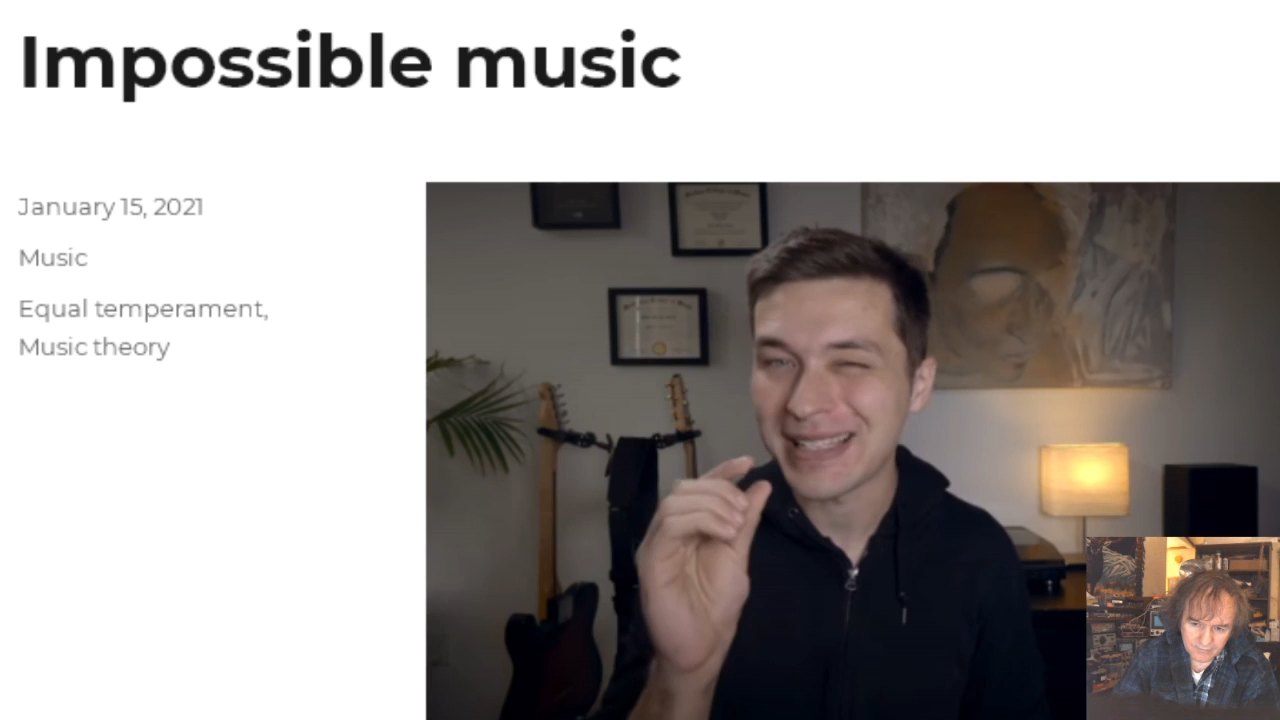 Impossible music
January 15, 2021
Music
Equal temperament,
Music theory